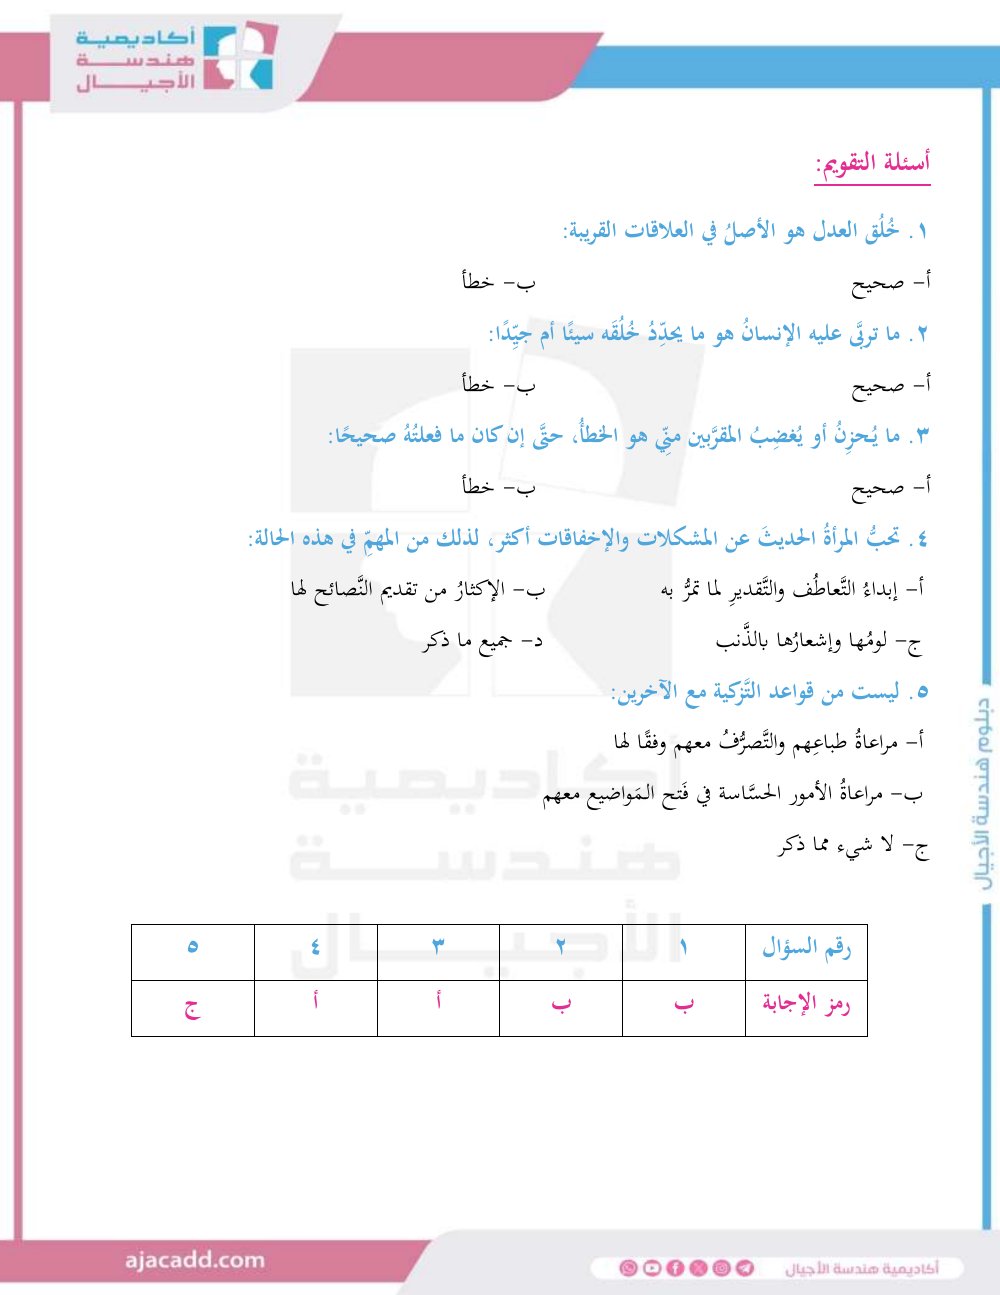 أكاديمية
هندسة
الأجيال
أسئلة التقويم:
١. خُلُق العدل هو الأصلُ في العلاقات القريبة:
أ- صحيح ب- خطأ
٢. ما تربَّى عليه الإنسانُ هو ما يحدِّدُ خُلُقَه سيئًا أم جيِّدًا:
أ- صحيح ب- خطأ
٣. ما يُحزِنُ أو يُغضِبُ المقرَّبين منِّي هو الخطأُ، حتَّى إن كان ما فعلتُهُ صحيحًا:
أ- صحيح ب- خطأ
٤. تحبُّ المرأةُ الحديثَ عن المشكلات والإخفاقات أكثر، لذلك من المهمِّ في هذه الحالة:
أ- إبداءُ التَّعاطُف والتَّقديرِ لما تمرُّ به ب- الإكثارُ من تقديم النَّصائح لها
ج- لومُها وإشعارُها بالذَّنب د- جميع ما ذكر
٥. ليست من قواعد التَّزكية مع الآخرين:
أ- مراعاةُ طباعِهم والتَّصرُّفُ معهم وفقًا لها
ب- مراعاةُ الأمور الحسَّاسة في فَتح المَواضيع معهم
ج- لا شيء مما ذكر
رقم السؤال ١ ٢ ٣ ٤ ٥
رمز الإجابة ب ب أ أ ج
دبلوم هندسة الأجيال
أكاديمية
هندسة
الأجيال
أكاديمية هندسة الأجيال
ajacadd.com